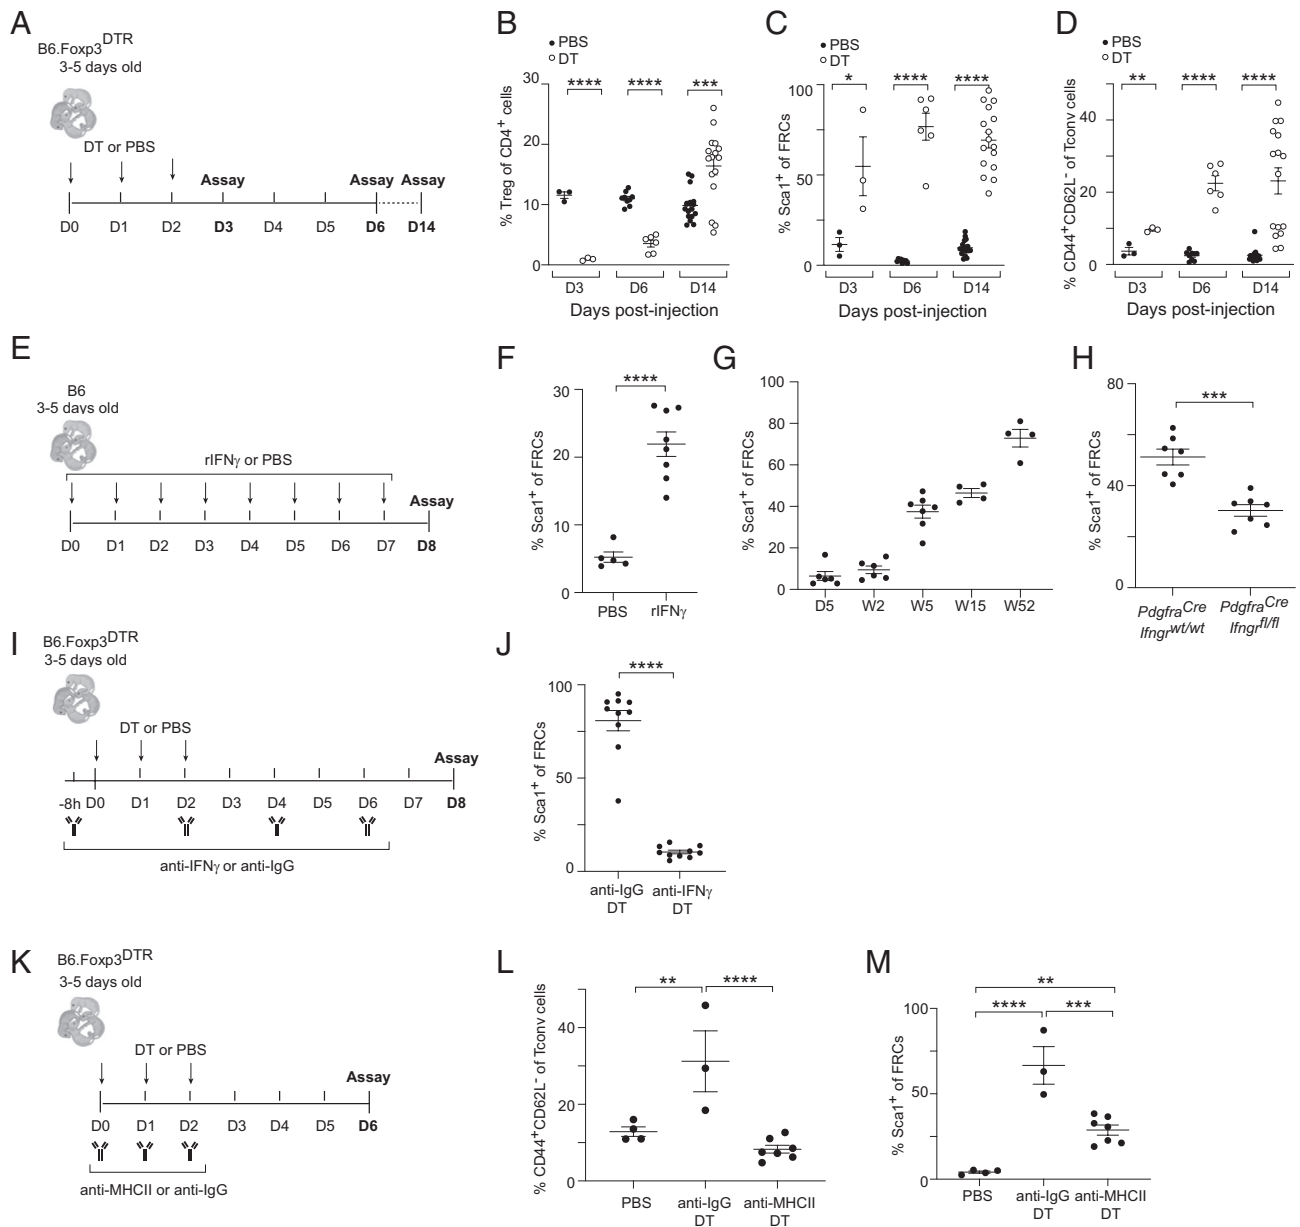 A
B6.Foxp3DTR
3-5 days old
DT or PBS
Assay Assay Assay
D0 D1 D2 D3 D4 D5 D6 D14
B
PBS
DT
**** **** ***
% Treg of CD4+ cells
30
20
10
0
D3 D6 D14
Days post-injection
C
PBS
DT
* **** ****
% Sca1+ of FRCs
100
50
0
D3 D6 D14
Days post-injection
D
PBS
DT
** **** ****
% CD44+CD62L- of Tconv cells
40
20
0
D3 D6 D14
Days post-injection
E
B6
3-5 days old
rIFNγ or PBS
Assay
D0 D1 D2 D3 D4 D5 D6 D7 D8
F
****
% Sca1+ of FRCs
30
20
10
0
PBS rIFNγ
G
% Sca1+ of FRCs
100
80
60
40
20
0
D5 W2 W5 W15 W52
H
***
% Sca1+ of FRCs
80
40
0
PdgfraCre PdgfraCre
Ifngrwt/wt Ifngrfl/fl
I
B6.Foxp3DTR
3-5 days old
DT or PBS
Assay
-8h D0 D1 D2 D3 D4 D5 D6 D7 D8
anti-IFNγ or anti-IgG
J
****
% Sca1+ of FRCs
100
50
0
anti-IgG anti-IFNγ
DT DT
K
B6.Foxp3DTR
3-5 days old
DT or PBS
Assay
D0 D1 D2 D3 D4 D5 D6
anti-MHCII or anti-IgG
L
** ****
% CD44+CD62L- of Tconv cells
40
20
0
PBS anti-IgG anti-MHCII
DT DT
M
**
**** ***
% Sca1+ of FRCs
100
50
0
PBS anti-IgG anti-MHCII
DT DT